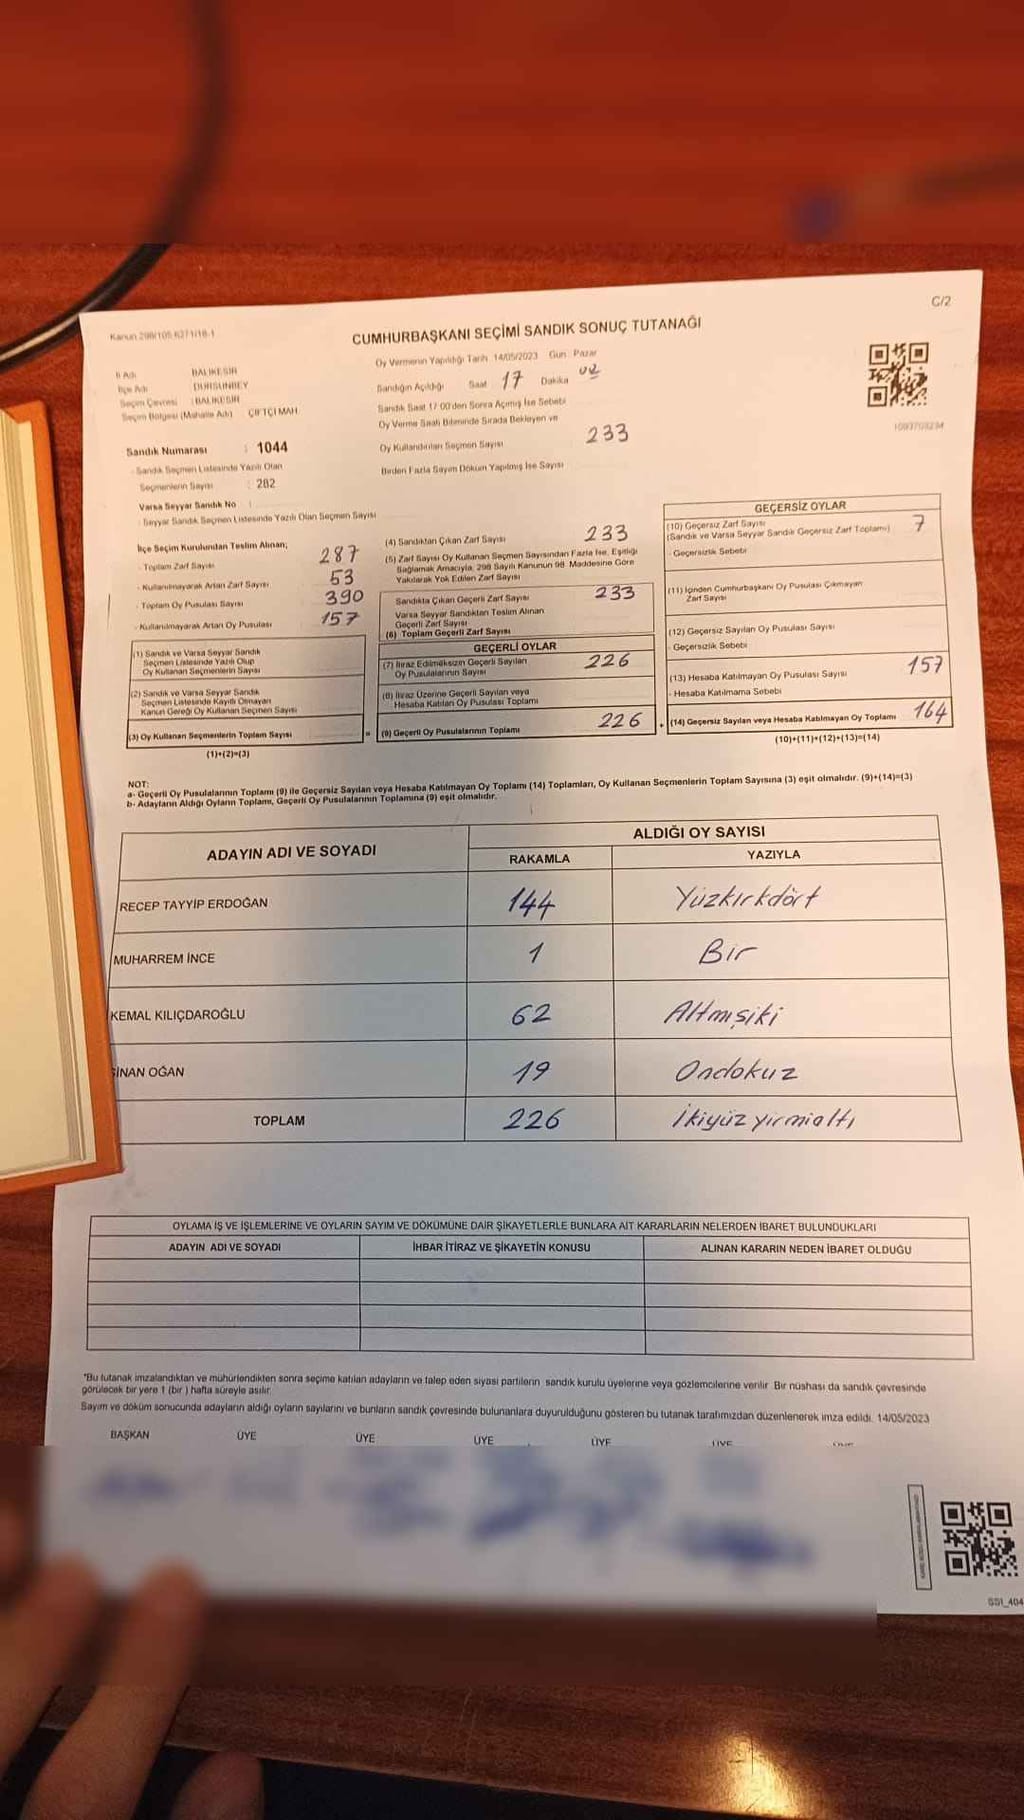 C/2
Kanun 298/105-6271/18-1
CUMHURBAŞKANI SEÇİMİ SANDIK SONUÇ TUTANAĞI
İl Adı BALIKESİR
İlçe Adı DURSUNBEY
Seçim Çevresi : BALIKESİR
Seçim Bölgesi (Mahalle Adı) ÇİFTÇİ MAH.
Sandık Numarası : 1044
- Sandık Seçmen Listesinde Yazılı Olan
Seçmenlerin Sayısı : 282
Varsa Seyyar Sandık No :
- Seyyar Sandık Seçmen Listesinde Yazılı Olan Seçmen Sayısı
Oy Vermenin Yapıldığı Tarih 14/05/2023 Gün : Pazar
Sandığın Açıldığı Saat 17 Dakika 02
Sandık Saat 17:00'den Sonra Açılmış İse Sebebi
Oy Verme Saati Bitiminde Sırada Bekleyen ve
Oy Kullandırılan Seçmen Sayısı 233
Birden Fazla Sayım Döküm Yapılmış İse Sayısı
İlçe Seçim Kurulundan Teslim Alınan;
- Toplam Zarf Sayısı 287
- Kullanılmayarak Artan Zarf Sayısı 53
- Toplam Oy Pusulası Sayısı 390
- Kullanılmayarak Artan Oy Pusulası 157
(1) Sandık ve Varsa Seyyar Sandık
Seçmen Listesinde Yazılı Olup
Oy Kullanan Seçmenlerin Sayısı
(2) Sandık ve Varsa Seyyar Sandık
Seçmen Listesinde Kayıtlı Olmayan
Kanun Gereği Oy Kullanan Seçmen Sayısı
(3) Oy Kullanan Seçmenlerin Toplam Sayısı
(1)+(2)=(3)
(4) Sandıktan Çıkan Zarf Sayısı 233
(5) Zarf Sayısı Oy Kullanan Seçmen Sayısından Fazla İse, Eşitliği
Sağlamak Amacıyla, 298 Sayılı Kanunun 98. Maddesine Göre
Yakılarak Yok Edilen Zarf Sayısı
Sandıkta Çıkan Geçerli Zarf Sayısı 233
Varsa Seyyar Sandıktan Teslim Alınan
Geçerli Zarf Sayısı
(6) Toplam Geçerli Zarf Sayısı
GEÇERLİ OYLAR
(7) İtiraz Edilmeksizin Geçerli Sayılan
Oy Pusulalarının Sayısı 226
(8) İtiraz Üzerine Geçerli Sayılan veya
Hesaba Katılan Oy Pusulası Toplamı
= (9) Geçerli Oy Pusulalarının Toplamı 226
GEÇERSİZ OYLAR
(10) Geçersiz Zarf Sayısı
(Sandık ve Varsa Seyyar Sandık Geçersiz Zarf Toplamı) 7
- Geçersizlik Sebebi
(11) İçinden Cumhurbaşkanı Oy Pusulası Çıkmayan
Zarf Sayısı
(12) Geçersiz Sayılan Oy Pusulası Sayısı
- Geçersizlik Sebebi
(13) Hesaba Katılmayan Oy Pusulası Sayısı 157
- Hesaba Katılmama Sebebi
+ (14) Geçersiz Sayılan veya Hesaba Katılmayan Oy Toplamı 164
(10)+(11)+(12)+(13)=(14)
NOT:
a- Geçerli Oy Pusulasının Toplamı (9) ile Geçersiz Sayılan veya Hesaba Katılmayan Oy Toplamı (14) Toplamları, Oy Kullanan Seçmenlerin Toplam Sayısına (3) eşit olmalıdır. (9)+(14)=(3)
b- Adayların Aldığı Oyların Toplamı, Geçerli Oy Pusulalarının Toplamına (9) eşit olmalıdır.
ADAYIN ADI VE SOYADI ALDIĞI OY SAYISI
RAKAMLA YAZIYLA
RECEP TAYYİP ERDOĞAN 144 Yüzkırkdört
MUHARREM İNCE 1 Bir
KEMAL KILIÇDAROĞLU 62 Altmışiki
SİNAN OĞAN 19 Ondokuz
TOPLAM 226 İkiyüz yirmialtı
OYLAMA İŞ VE İŞLEMLERİNE VE OYLARIN SAYIM VE DÖKÜMÜNE DAİR ŞİKAYETLERLE BUNLARA AİT KARARLARIN NELERDEN İBARET BULUNDUKLARI
ADAYIN ADI VE SOYADI İHBAR İTİRAZ VE ŞİKAYETİN KONUSU ALINAN KARARIN NEDEN İBARET OLDUĞU
*Bu tutanak imzalandıktan ve mühürlendikten sonra seçime katılan adayların ve talep eden siyasi partilerin sandık kurulu üyelerine veya gözlemcilerine verilir. Bir nüshası da sandık çevresinde
görülecek bir yere 1 (bir) hafta süreyle asılır.
Sayım ve döküm sonucunda adayların aldığı oyların sayılarını ve bunların sandık çevresinde bulunanlara duyurulduğunu gösteren bu tutanak tarafımızdan düzenlenerek imza edildi. 14/05/2023
BAŞKAN ÜYE ÜYE ÜYE ÜYE ÜYE
SSI_404